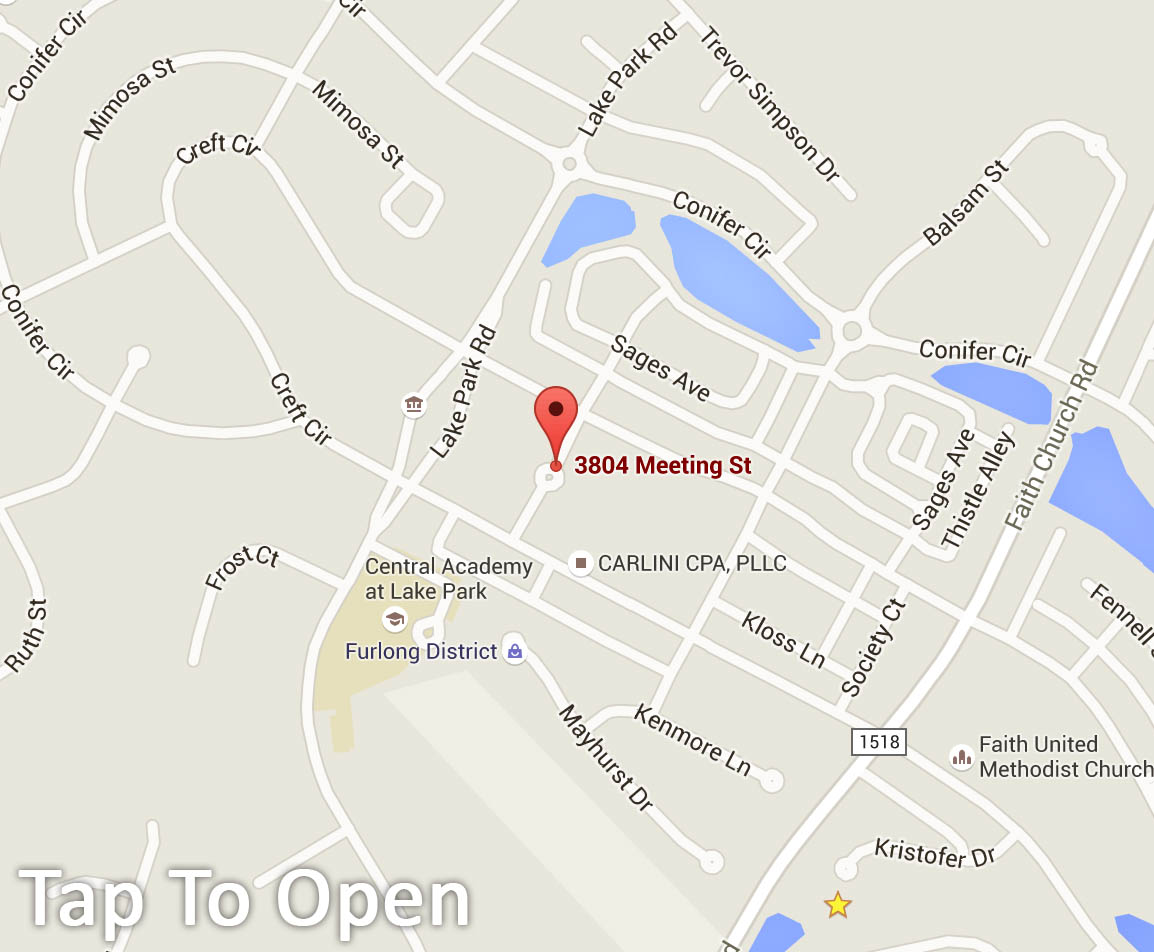 Cir
Conifer Cir
Lake Park Rd
Trevor Simpson Dr
Mimosa St
Mimosa St
Creft Cir
Balsam St
Conifer Cir
Conifer Cir
Sages Ave
Conifer Cir
Lake Park Rd
Creft Cir
Faith Church Rd
3804 Meeting St
Sages Ave
Thistle Alley
Frost Ct
Central Academy
at Lake Park
CARLINI CPA, PLLC
Fennell S
Ruth St
Kloss Ln
Society Ct
Furlong District
Mayhurst Dr
Kenmore Ln
1518
Faith United
Methodist Church
Kristofer Dr
Tap To Open